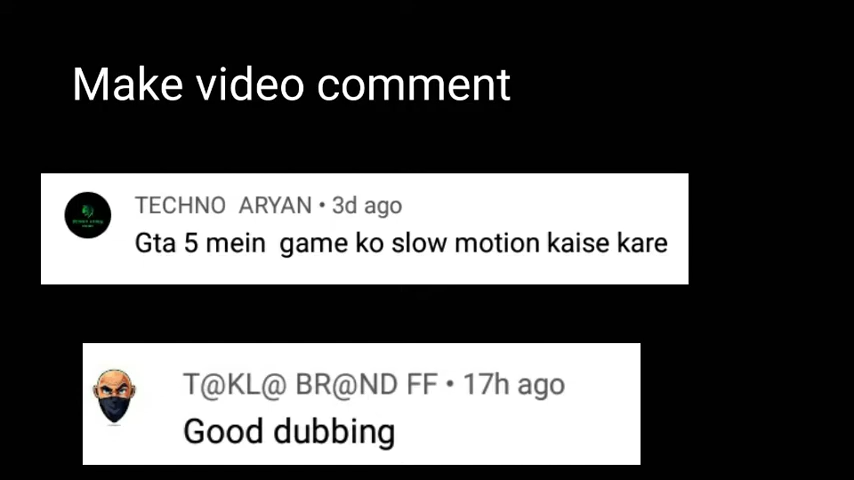 Make video comment
TECHNO ARYAN • 3d ago
Gta 5 mein game ko slow motion kaise kare
T@KL@ BR@ND FF • 17h ago
Good dubbing